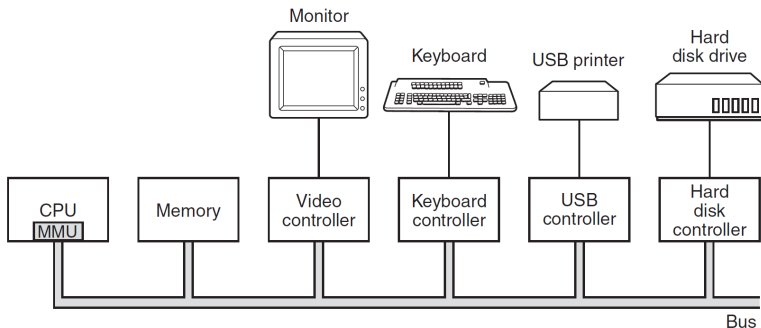 Monitor
Keyboard
USB printer
Hard
disk drive
CPU
MMU
Memory
Video
controller
Keyboard
controller
USB
controller
Hard
disk
controller
Bus